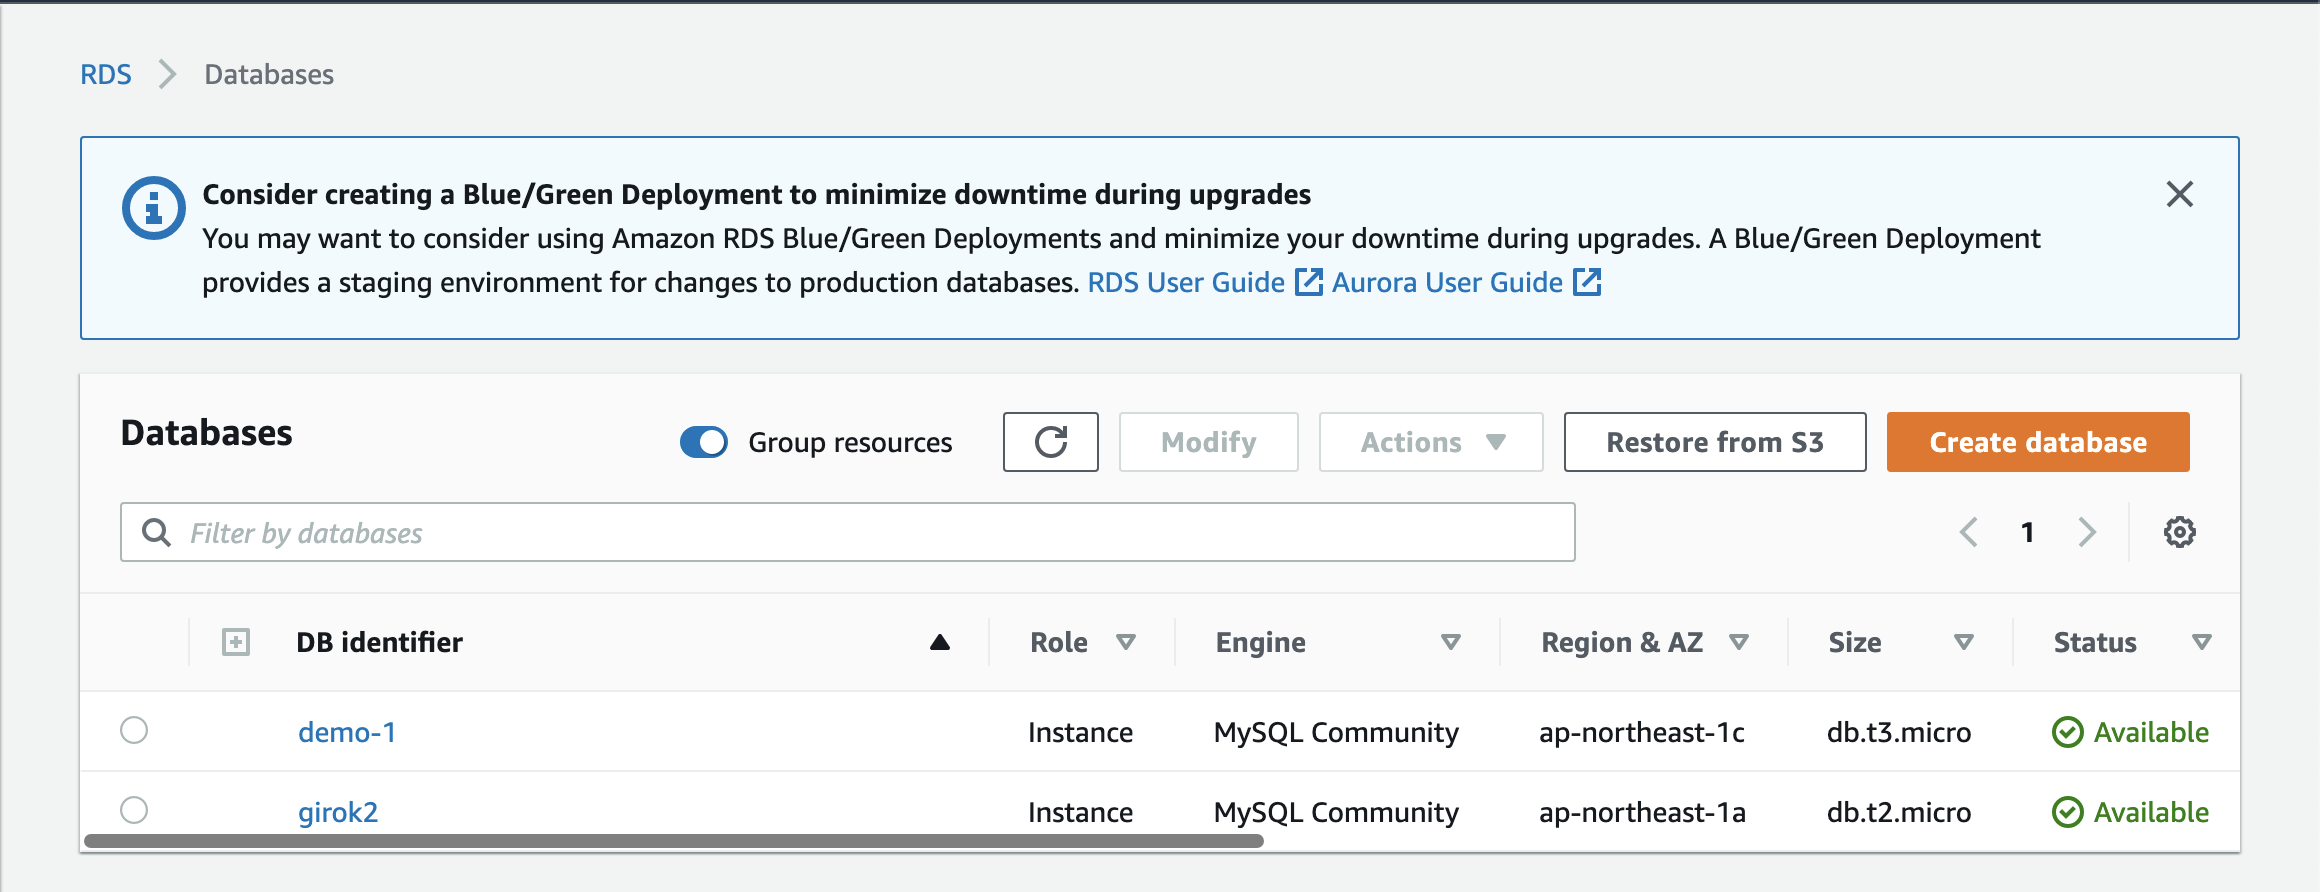 RDS Databases
Consider creating a Blue/Green Deployment to minimize downtime during upgrades
You may want to consider using Amazon RDS Blue/Green Deployments and minimize your downtime during upgrades. A Blue/Green Deployment
provides a staging environment for changes to production databases. RDS User Guide Aurora User Guide
Databases Group resources Modify Actions Restore from S3 Create database
Filter by databases 1
DB identifier Role Engine Region & AZ Size Status
demo-1 Instance MySQL Community ap-northeast-1c db.t3.micro Available
girok2 Instance MySQL Community ap-northeast-1a db.t2.micro Available